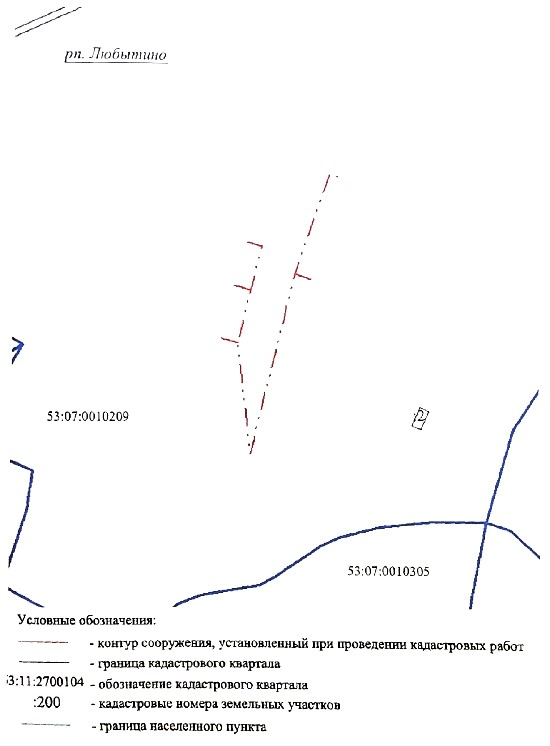 рп. Любытино
53:07:0010209
2
53:07:0010305
Условные обозначения:
- контур сооружения, установленный при проведении кадастровых работ
- граница кадастрового квартала
53:11:2700104 - обозначение кадастрового квартала
:200 - кадастровые номера земельных участков
- граница населенного пункта